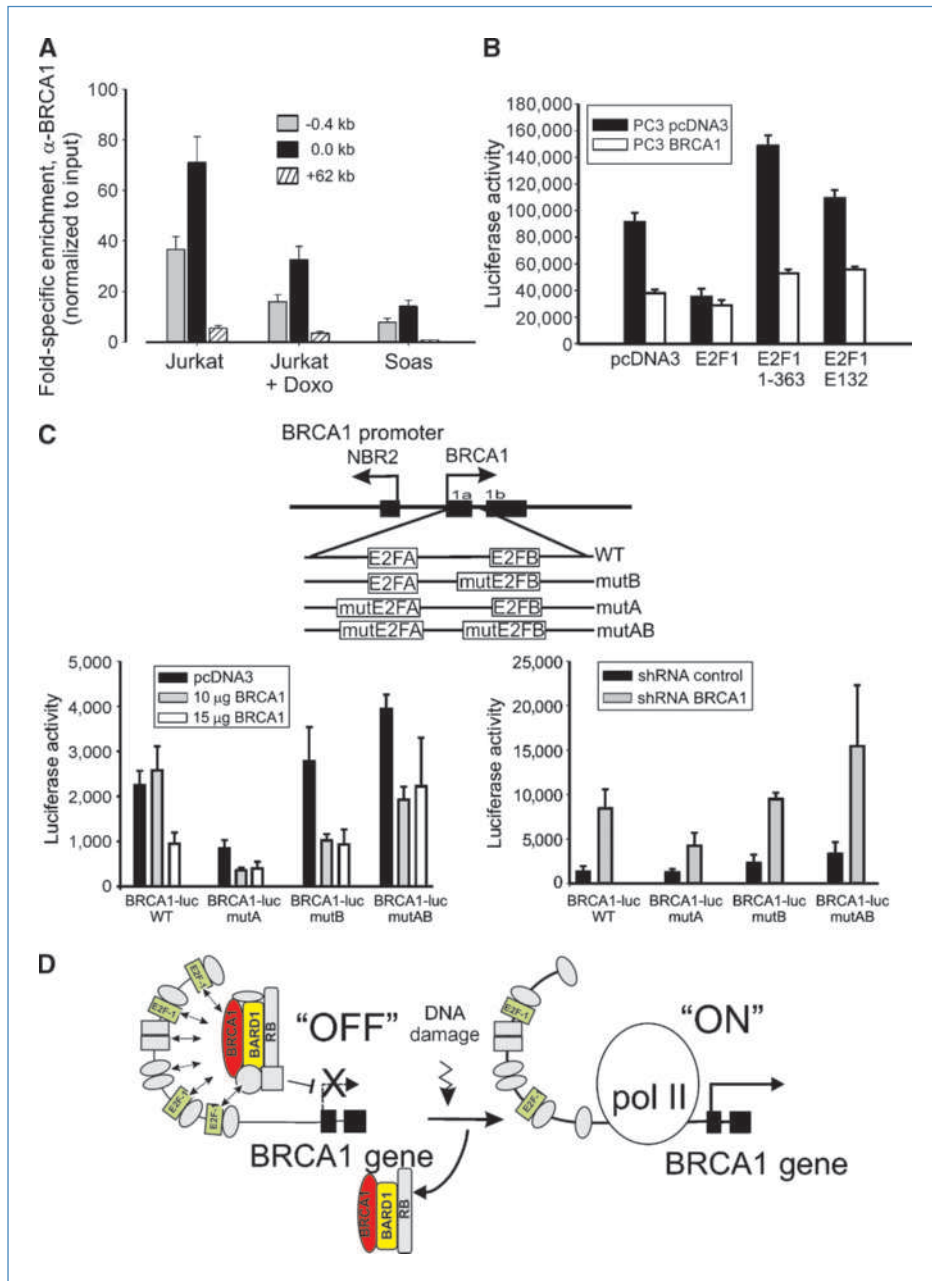 A
Fold-specific enrichment, α-BRCA1
(normalized to input)
100
80
60
40
20
0
-0.4 kb
0.0 kb
+62 kb
Jurkat
Jurkat
+ Doxo
Soas
B
Luciferase activity
180,000
160,000
140,000
120,000
100,000
80,000
60,000
40,000
20,000
0
PC3 pcDNA3
PC3 BRCA1
pcDNA3
E2F1
E2F1
1-363
E2F1
E132
C
BRCA1 promoter
NBR2
BRCA1
1a
1b
E2FA
E2FB
WT
E2FA
mutE2FB
mutB
mutE2FA
E2FB
mutA
mutE2FA
mutE2FB
mutAB
Luciferase activity
5,000
4,000
3,000
2,000
1,000
0
pcDNA3
10 µg BRCA1
15 µg BRCA1
BRCA1-luc
WT
BRCA1-luc
mutA
BRCA1-luc
mutB
BRCA1-luc
mutAB
Luciferase activity
25,000
20,000
15,000
10,000
5,000
0
shRNA control
shRNA BRCA1
BRCA1-luc
WT
BRCA1-luc
mutA
BRCA1-luc
mutB
BRCA1-luc
mutAB
D
E2F-1
E2F-1
E2F-1
E2F-1
BRCA1
BARD1
RB
"OFF"
X
BRCA1 gene
DNA
damage
BRCA1
BARD1
RB
E2F-1
E2F-1
"ON"
pol II
BRCA1 gene